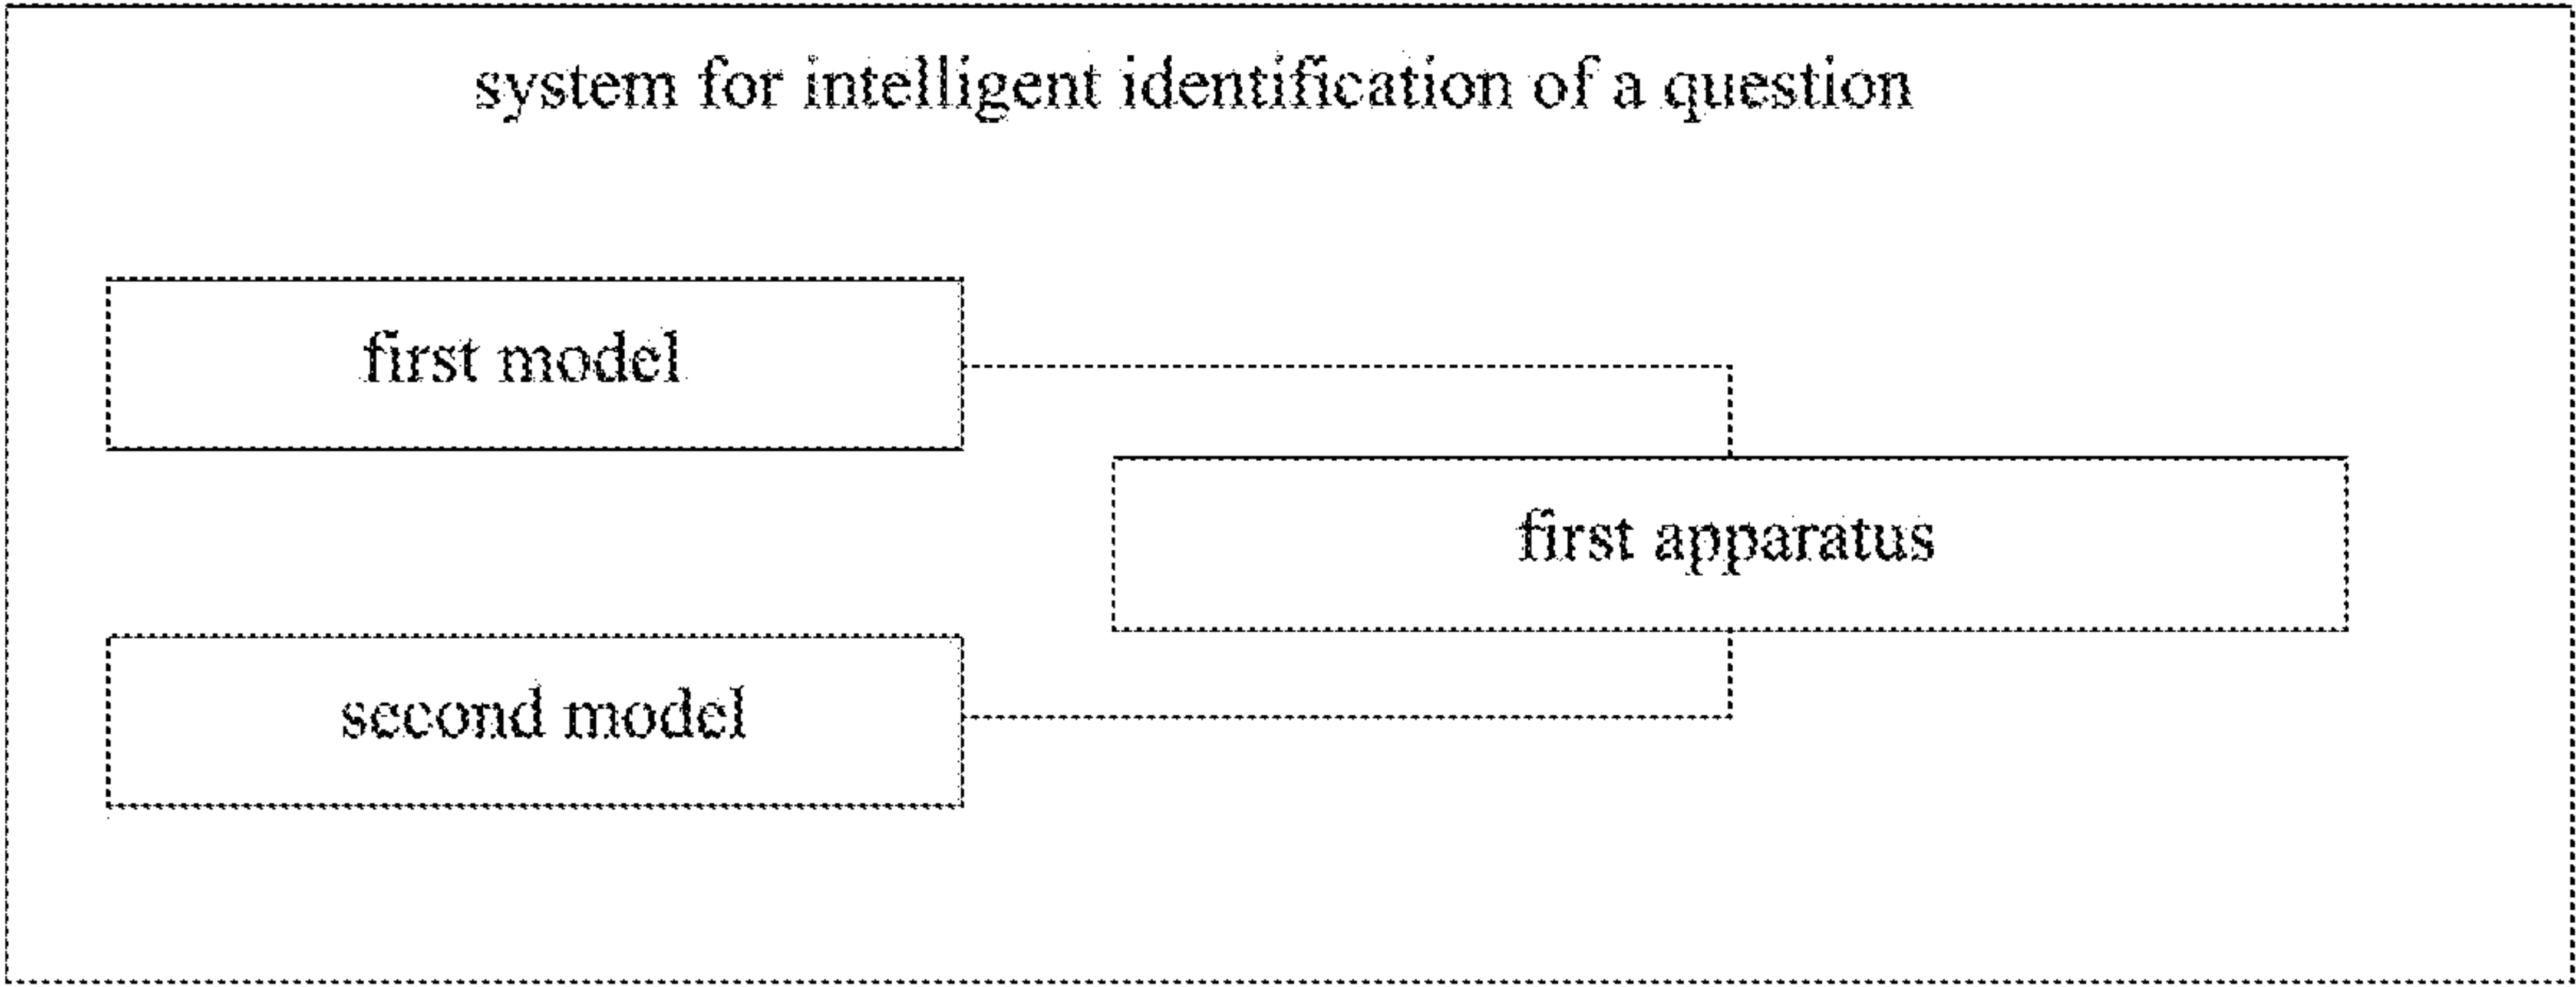 system for intelligent identification of a question
first model
first apparatus
second model